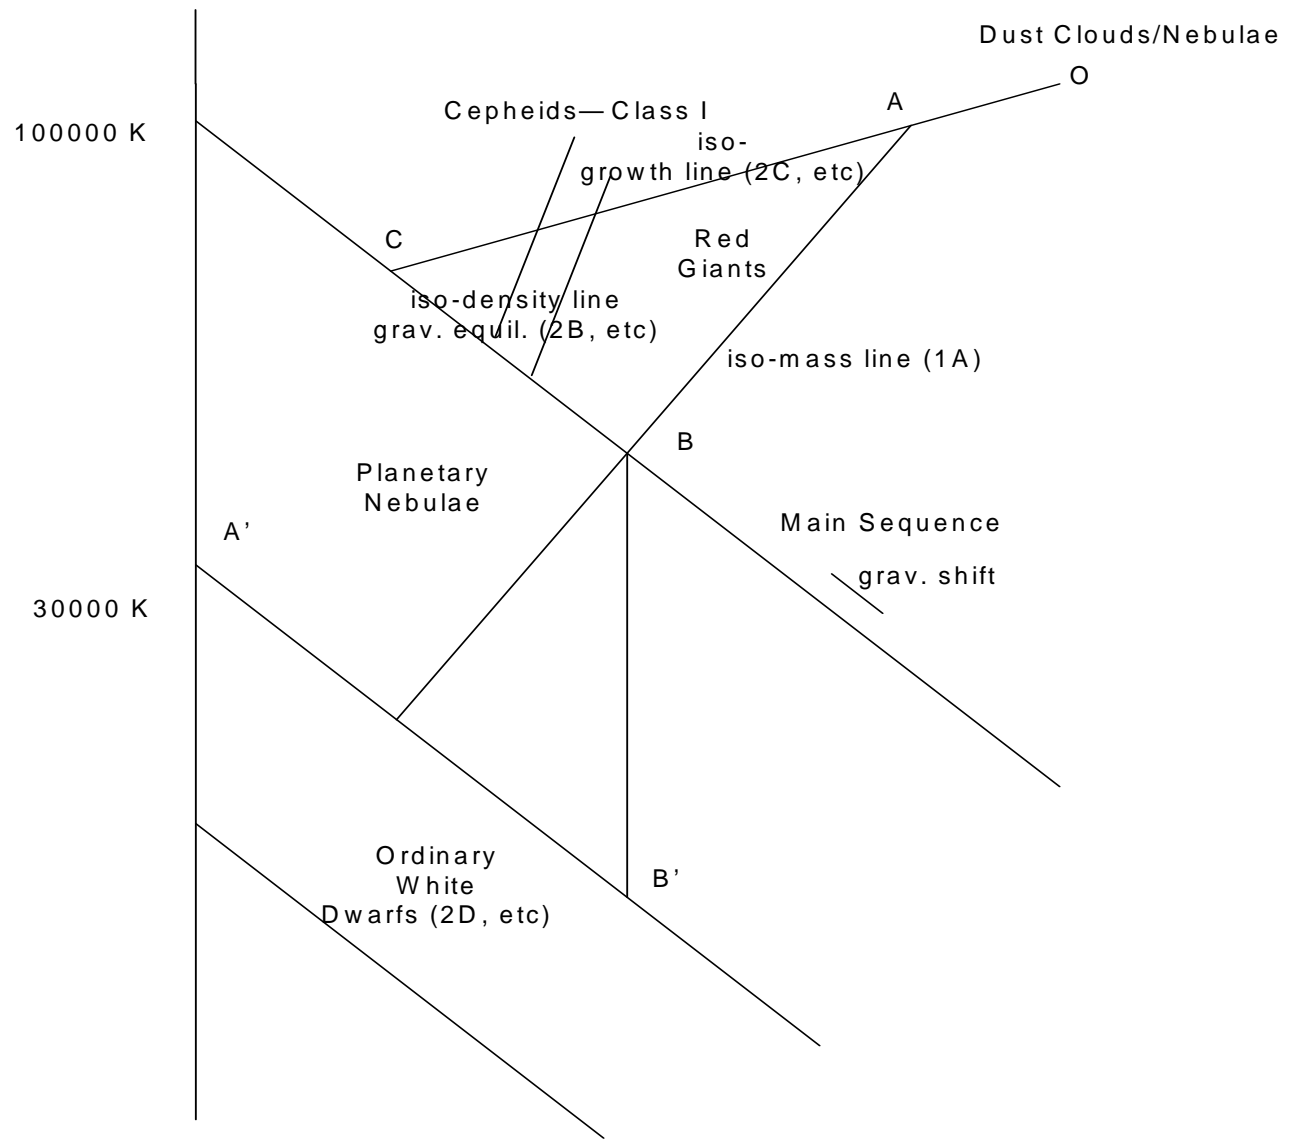 Dust Clouds/Nebulae
O
A
Cepheids—Class I
100000 K
iso-
growth line (2C, etc)
C
Red
Giants
iso-density line
grav. equil. (2B, etc)
iso-mass line (1A)
B
Planetary
Nebulae
Main Sequence
A’
grav. shift
30000 K
Ordinary
White
Dwarfs (2D, etc)
B’